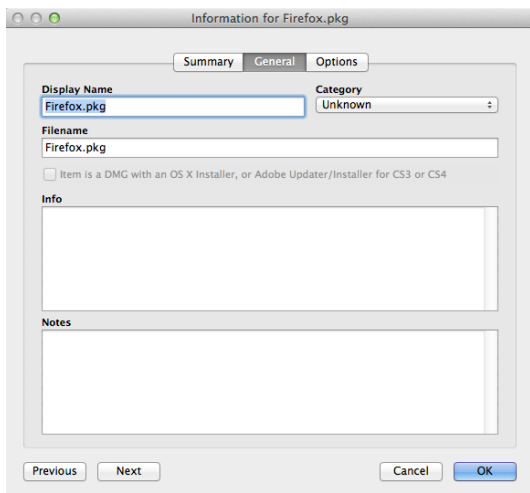 Information for Firefox.pkg
Summary General Options
Display Name Category
Firefox.pkg Unknown
Filename
Firefox.pkg
Item is a DMG with an OS X Installer, or Adobe Updater/Installer for CS3 or CS4
Info
Notes
Previous Next Cancel OK